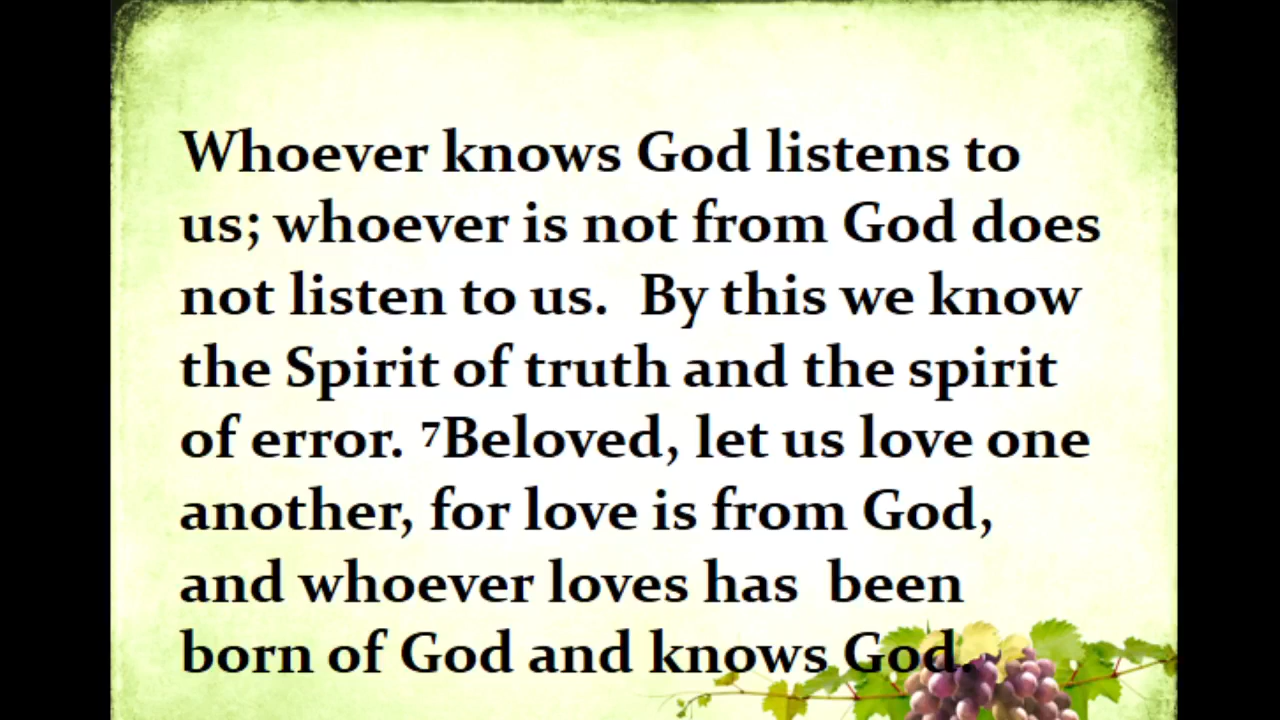 Whoever knows God listens to
us; whoever is not from God does
not listen to us.  By this we know
the Spirit of truth and the spirit
of error. ⁷Beloved, let us love one
another, for love is from God,
and whoever loves has  been
born of God and knows God.